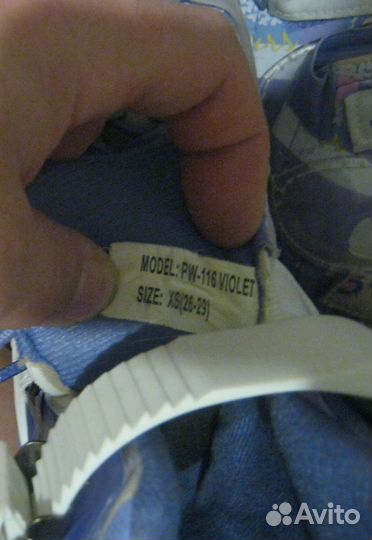 MODEL: PW-116 VIOLET
SIZE: XS(26-29)
Avito